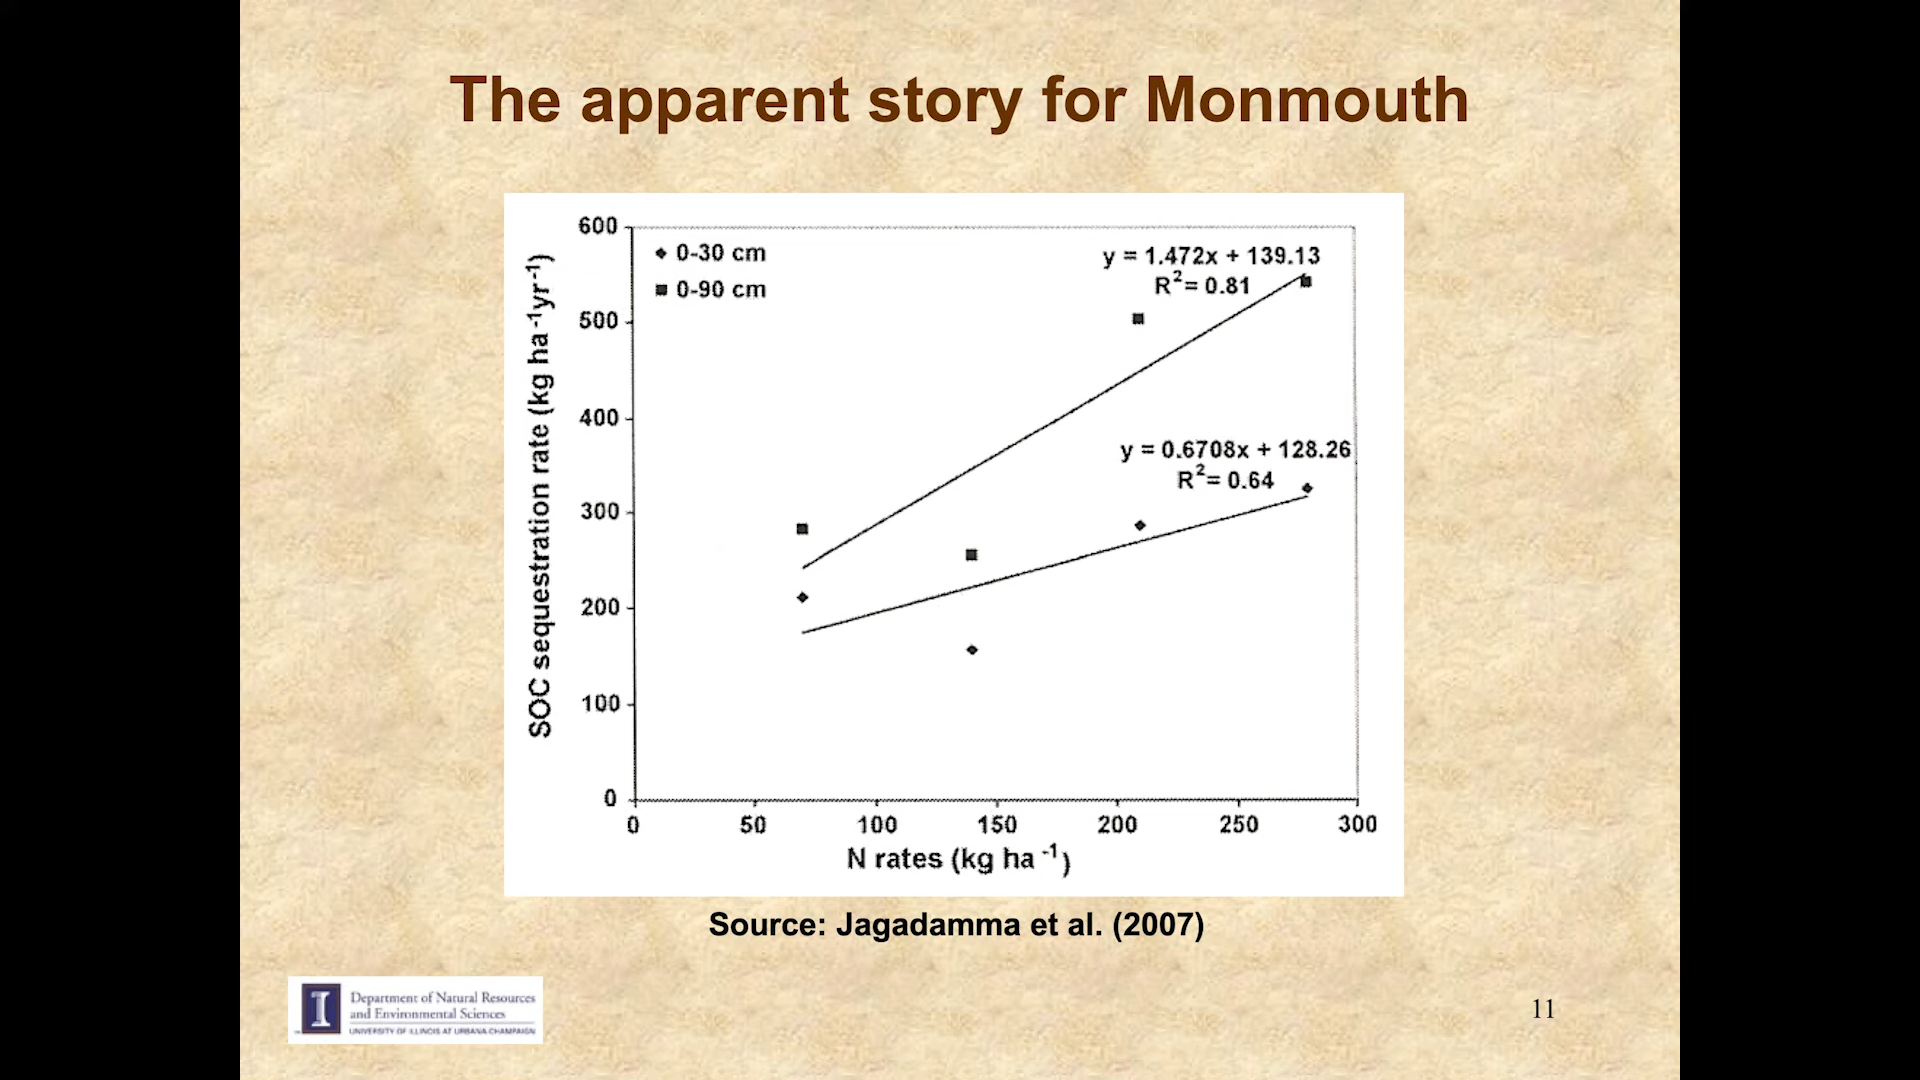 The apparent story for Monmouth
600
500
400
300
200
100
0
0-30 cm
0-90 cm
y = 1.472x + 139.13
R²= 0.81
y = 0.6708x + 128.26
R²= 0.64
SOC sequestration rate (kg ha⁻¹yr⁻¹)
0 50 100 150 200 250 300
N rates (kg ha ⁻¹)
Source: Jagadamma et al. (2007)
I
Department of Natural Resources
and Environmental Sciences
UNIVERSITY OF ILLINOIS AT URBANA-CHAMPAIGN
11